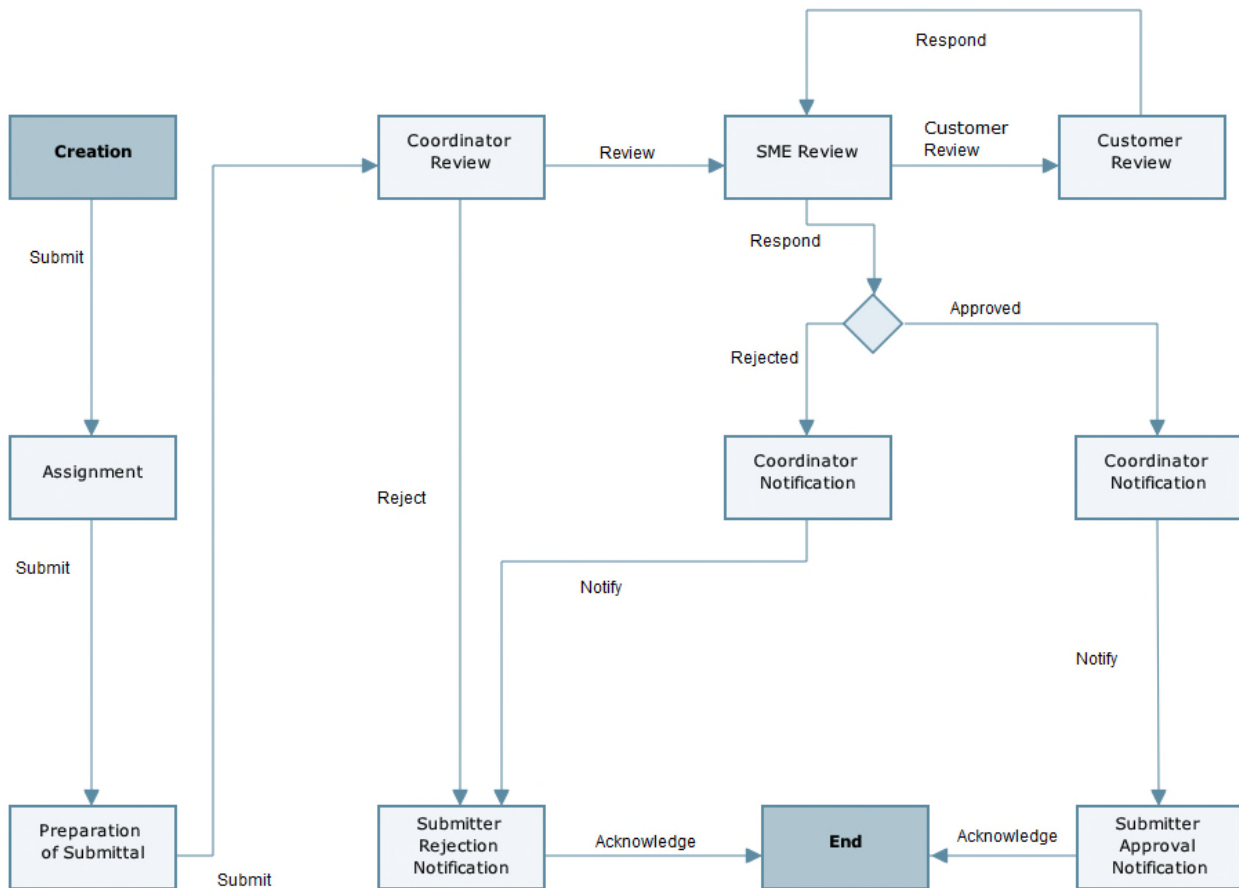 Respond
Creation
Coordinator
Review
Review
SME Review
Customer
Review
Customer
Review
Submit
Respond
Approved
Rejected
Assignment
Coordinator
Notification
Coordinator
Notification
Reject
Submit
Notify
Notify
Preparation
of Submittal
Submit
Submitter
Rejection
Notification
Acknowledge
End
Acknowledge
Submitter
Approval
Notification